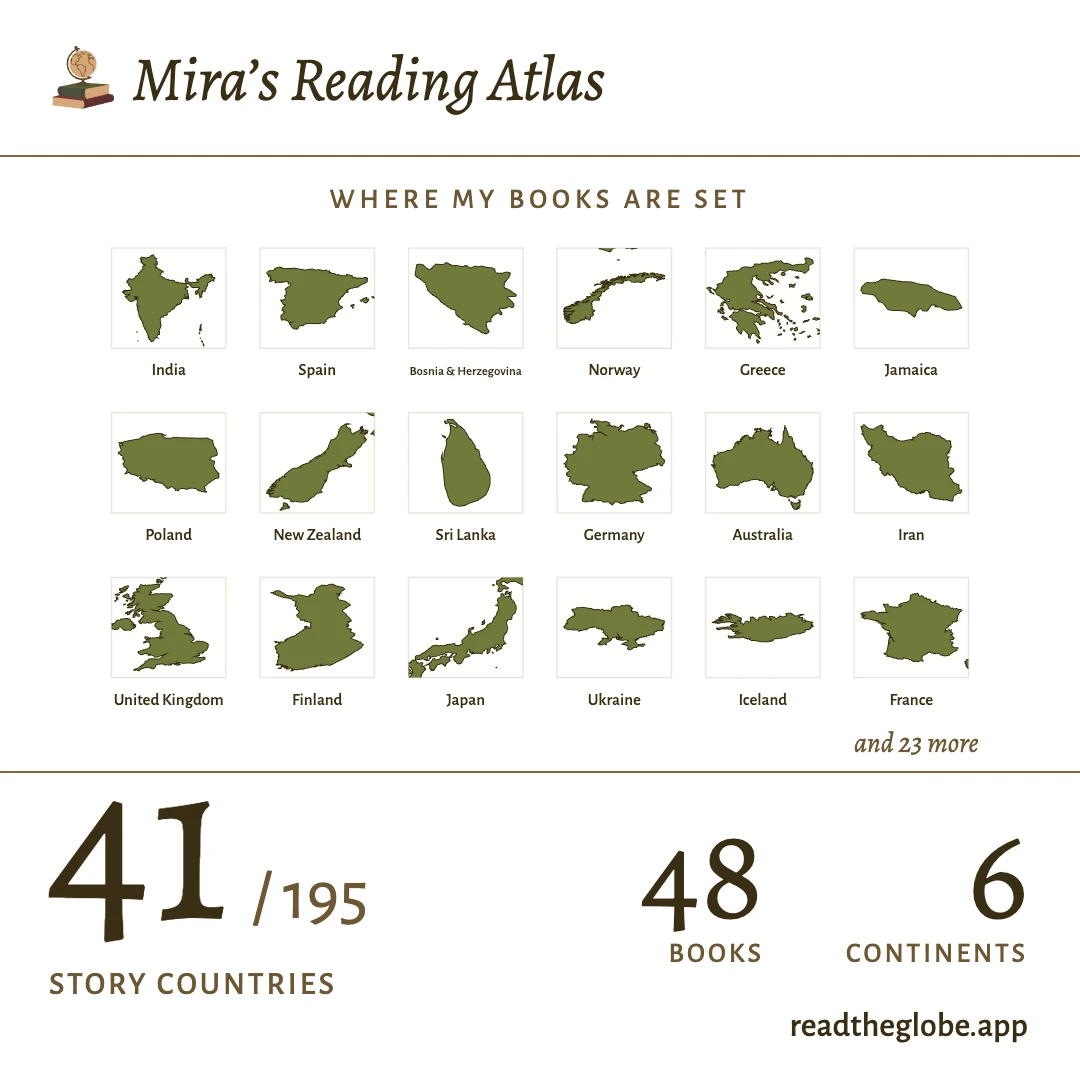 Mira's Reading Atlas
WHERE MY BOOKS ARE SET
India Spain Bosnia & Herzegovina Norway Greece Jamaica
Poland New Zealand Sri Lanka Germany Australia Iran
United Kingdom Finland Japan Ukraine Iceland France
and 23 more
41 / 195
STORY COUNTRIES
48
BOOKS
6
CONTINENTS
readtheglobe.app